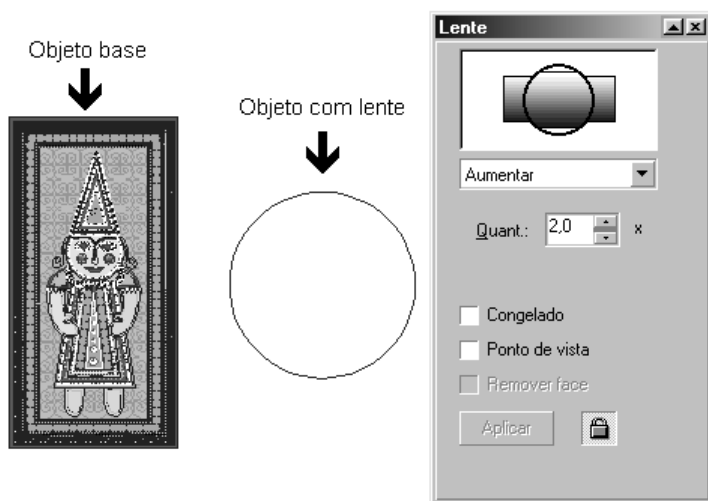 Objeto base
Objeto com lente
Lente
Aumentar
Quant.: 2,0 x
Congelado
Ponto de vista
Remover face
Aplicar